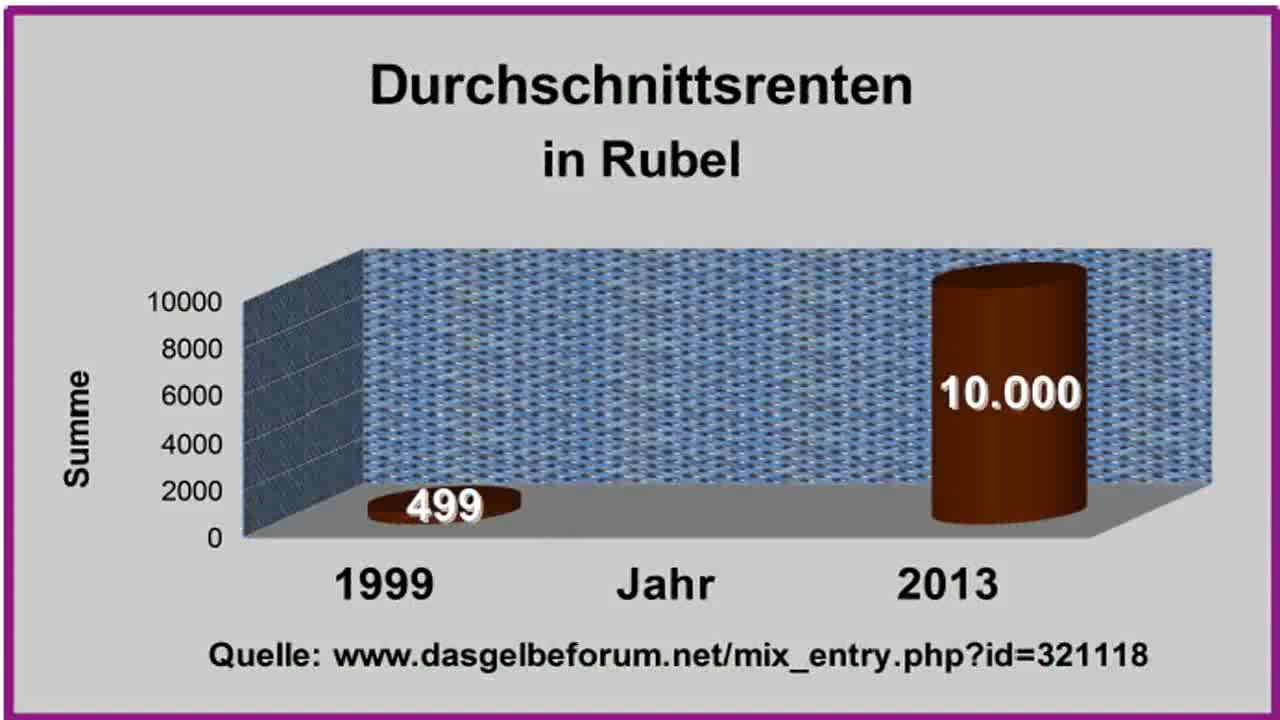 Durchschnittsrenten
in Rubel
10000
8000
6000
4000
2000
0
Summe
499
10.000
1999 Jahr 2013
Quelle: www.dasgelbeforum.net/mix_entry.php?id=321118